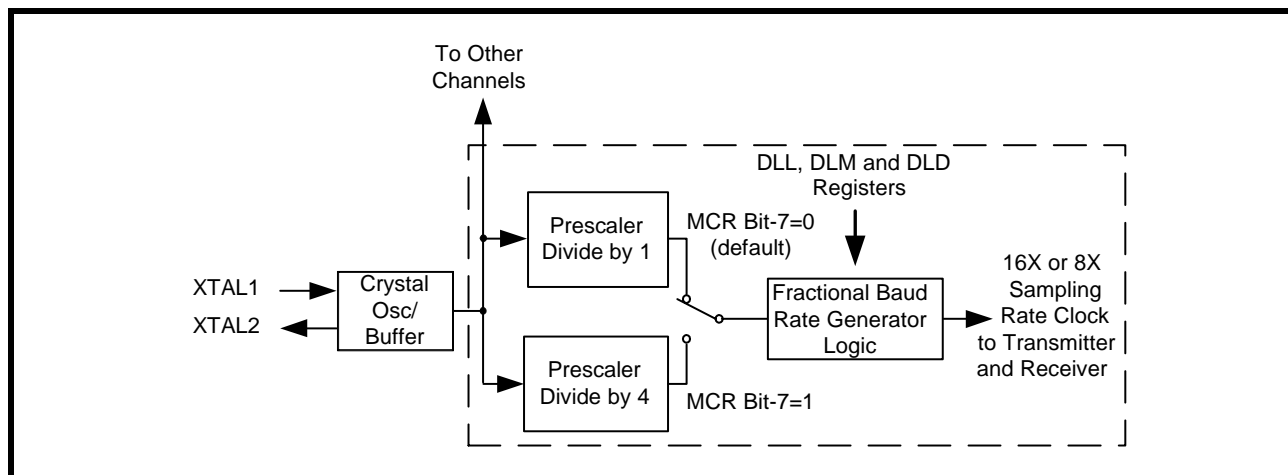 To Other
Channels
DLL, DLM and DLD
Registers
Prescaler
Divide by 1
MCR Bit-7=0
(default)
XTAL1
XTAL2
Crystal
Osc/
Buffer
Fractional Baud
Rate Generator
Logic
16X or 8X
Sampling
Rate Clock
to Transmitter
and Receiver
Prescaler
Divide by 4
MCR Bit-7=1